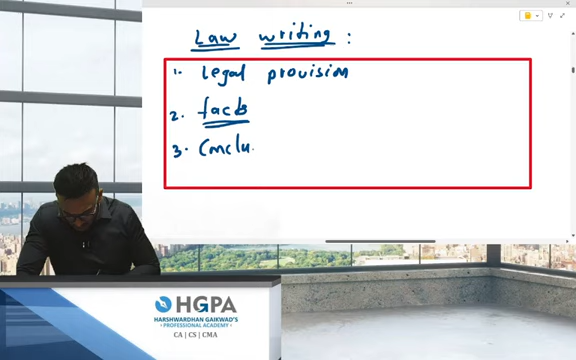 Law writing :
1. legal provision
2. facts
3. Conclu
HGPA
HARSHWARDHAN GAIKWAD'S
PROFESSIONAL ACADEMY
CA | CS | CMA